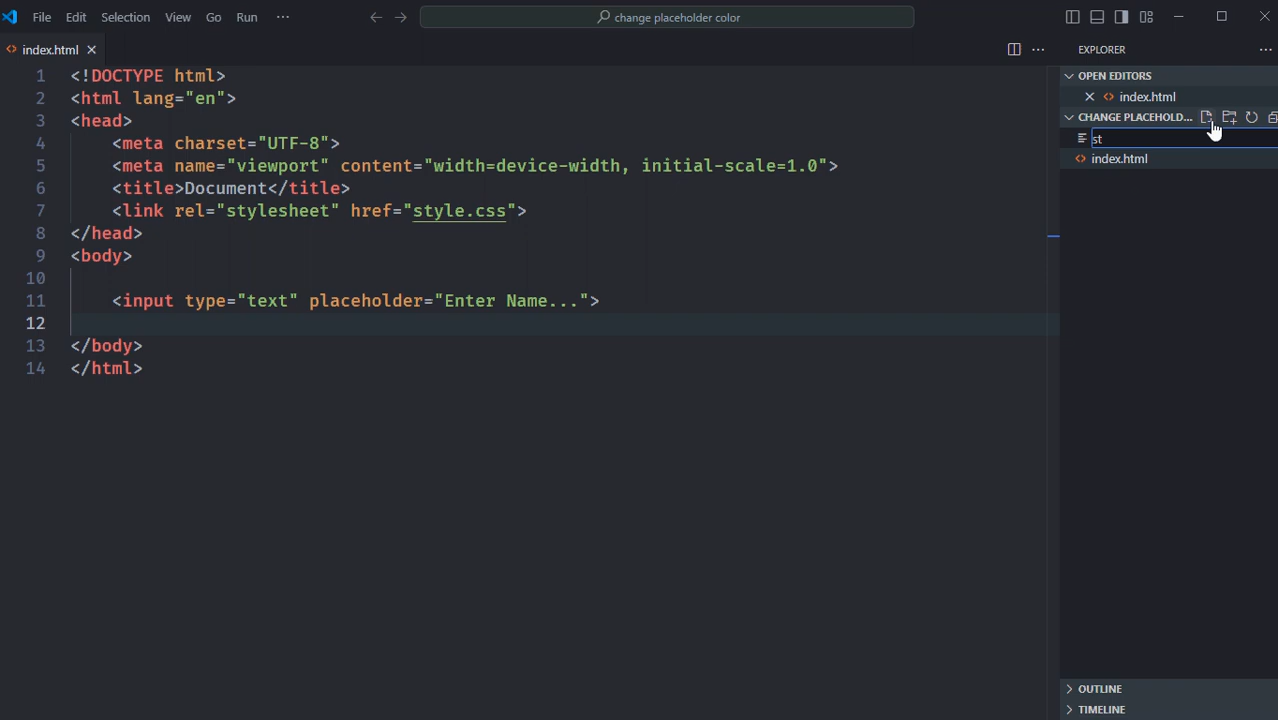 File Edit Selection View Go Run ···
change placeholder color
index.html
EXPLORER
1 <!DOCTYPE html>
2 <html lang="en">
3 <head>
4 <meta charset="UTF-8">
5 <meta name="viewport" content="width=device-width, initial-scale=1.0">
6 <title>Document</title>
7 <link rel="stylesheet" href="style.css">
8 </head>
9 <body>
10
11 <input type="text" placeholder="Enter Name...">
12
13 </body>
14 </html>
OPEN EDITORS
index.html
CHANGE PLACEHOLD...
st
index.html
OUTLINE
TIMELINE